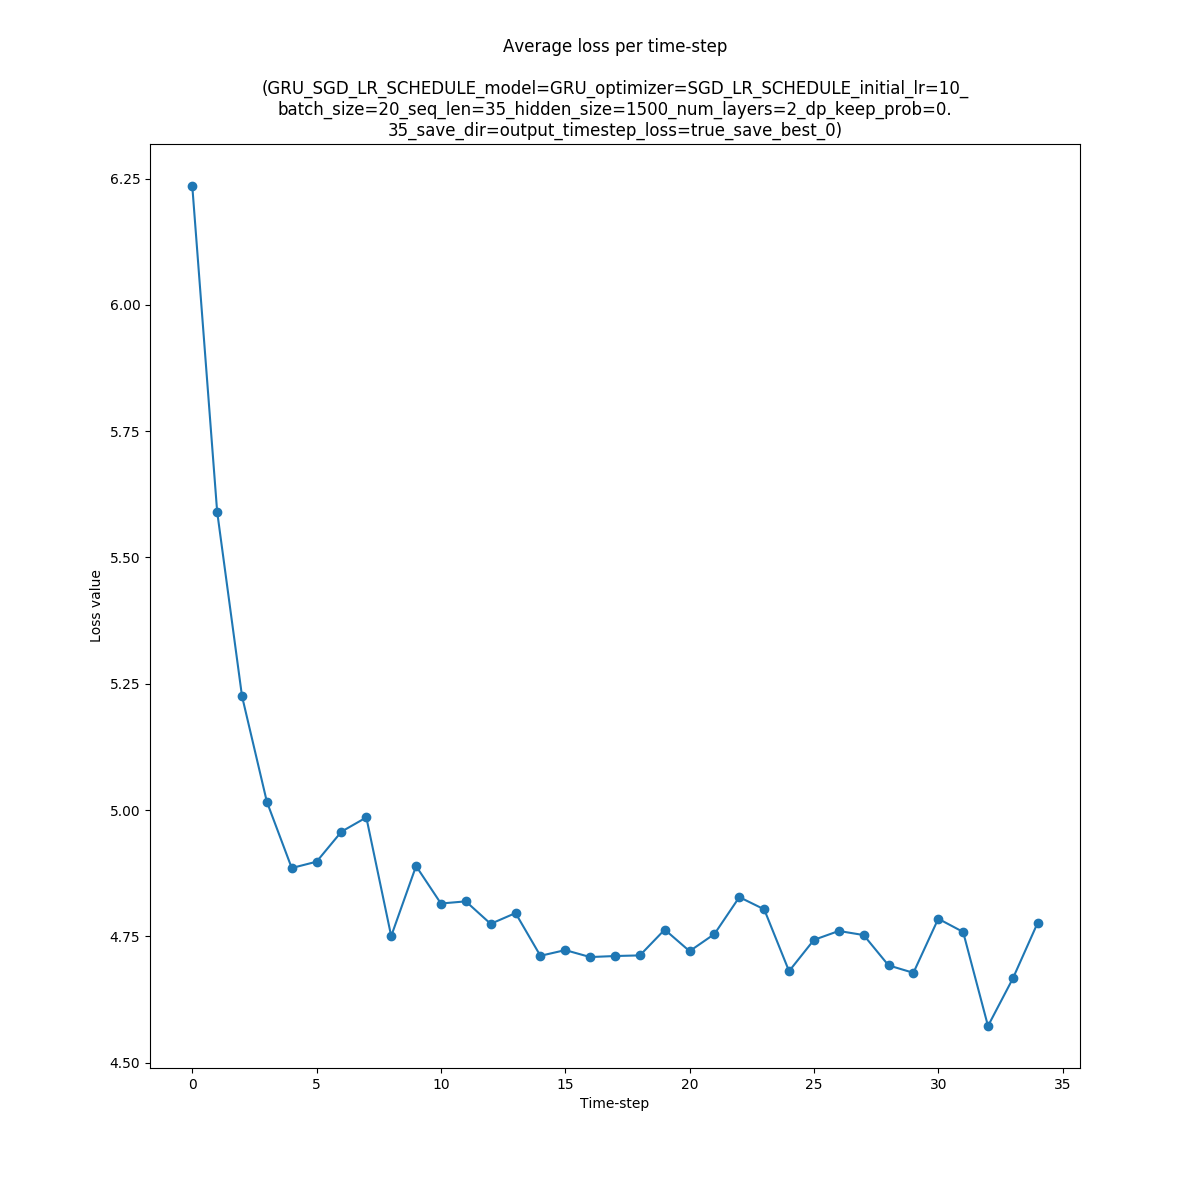 Average loss per time-step
(GRU_SGD_LR_SCHEDULE_model=GRU_optimizer=SGD_LR_SCHEDULE_initial_lr=10_
batch_size=20_seq_len=35_hidden_size=1500_num_layers=2_dp_keep_prob=0.
35_save_dir=output_timestep_loss=true_save_best_0)
6.25
6.00
5.75
5.50
5.25
5.00
4.75
4.50
Loss value
0 5 10 15 20 25 30 35
Time-step